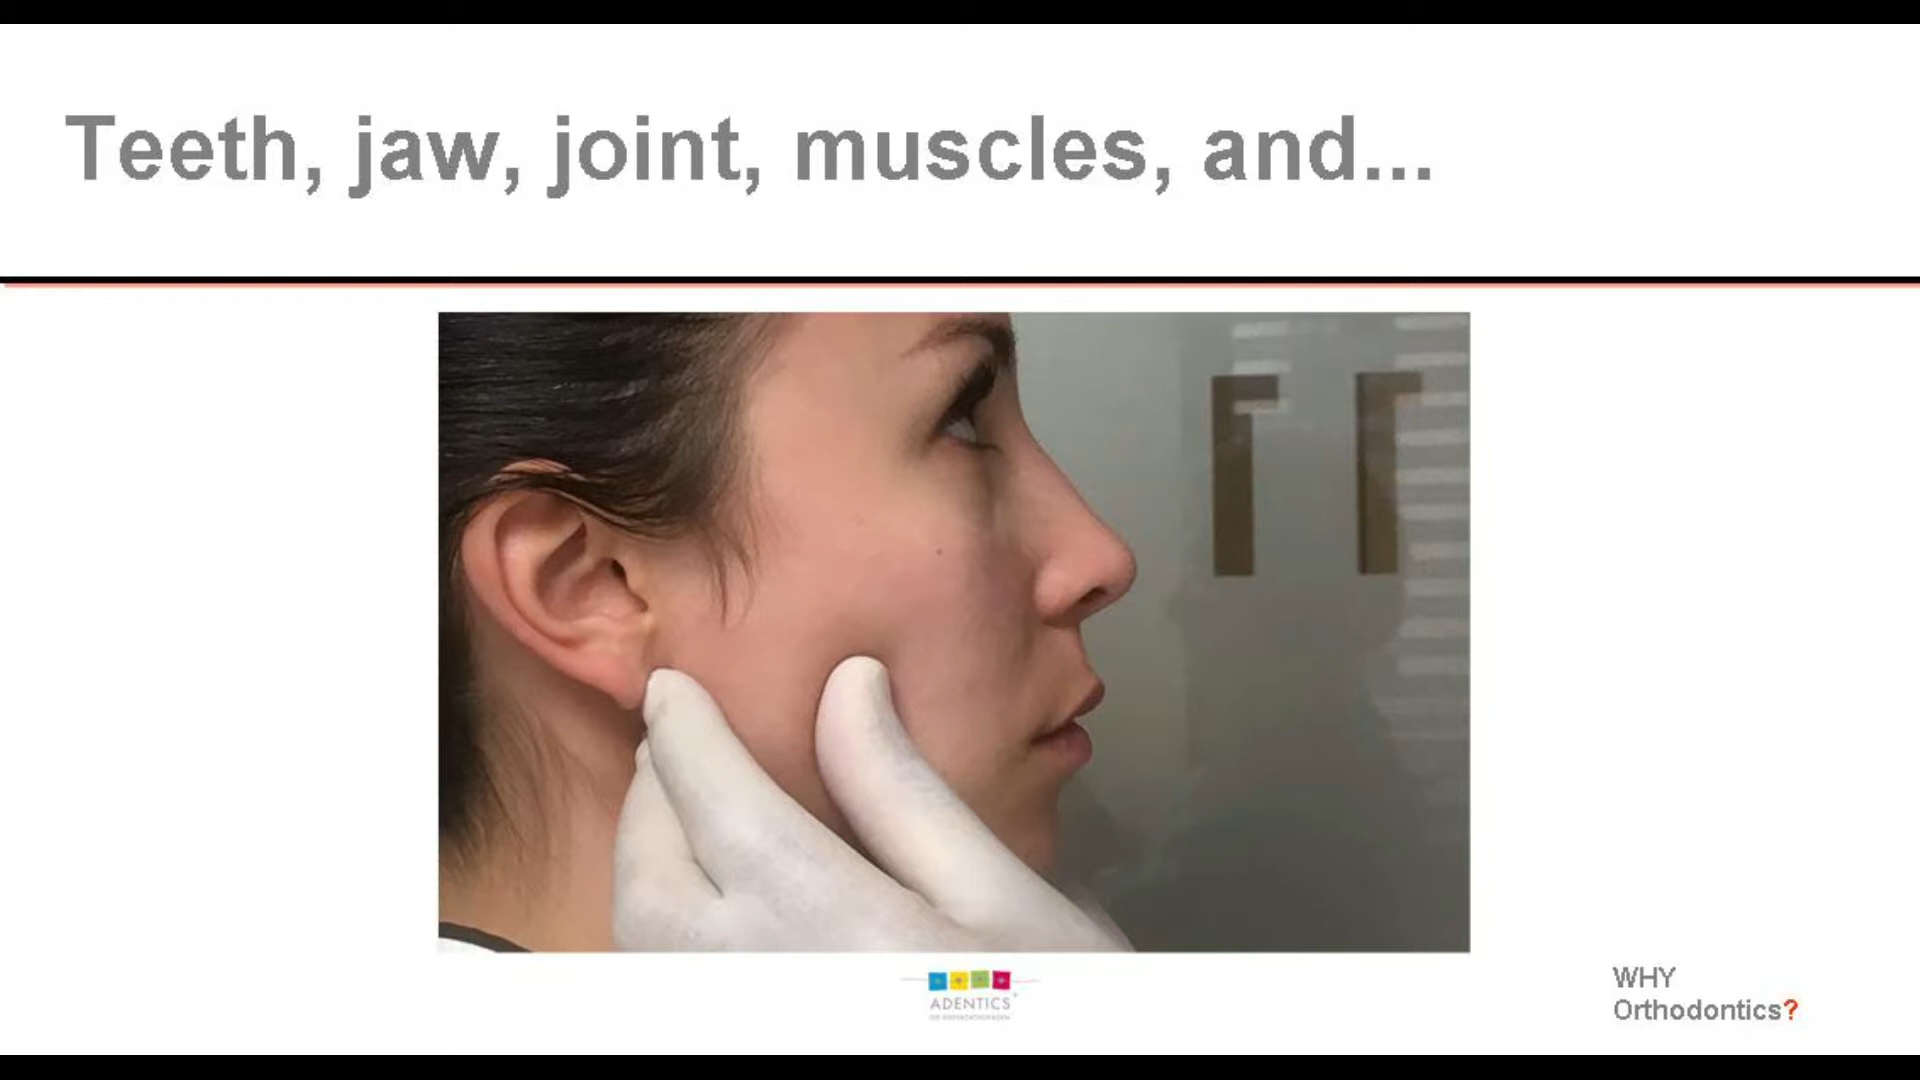 Teeth, jaw, joint, muscles, and...
ADENTICS
WHY
Orthodontics?